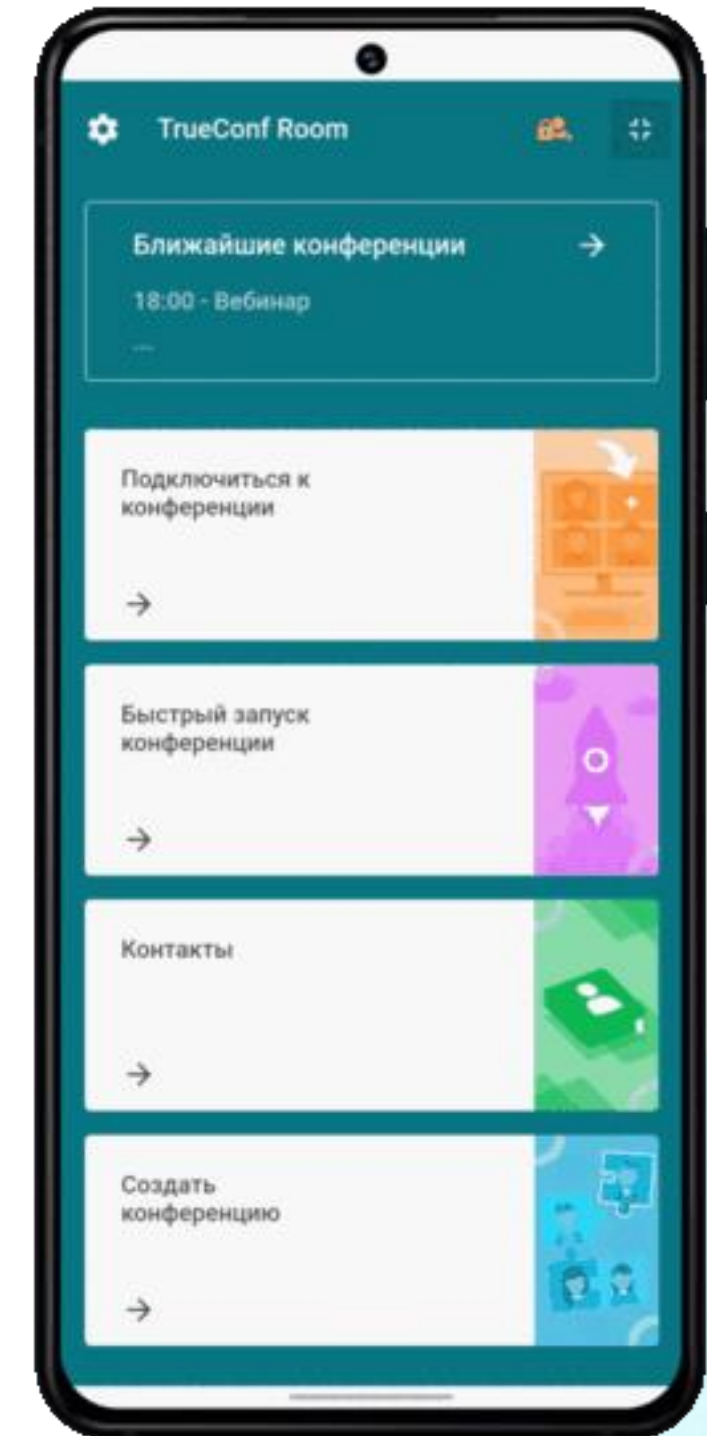 TrueConf Room
Ближайшие конференции
18:00 - Вебинар
...
Подключиться к
конференции
Быстрый запуск
конференции
Контакты
Создать
конференцию